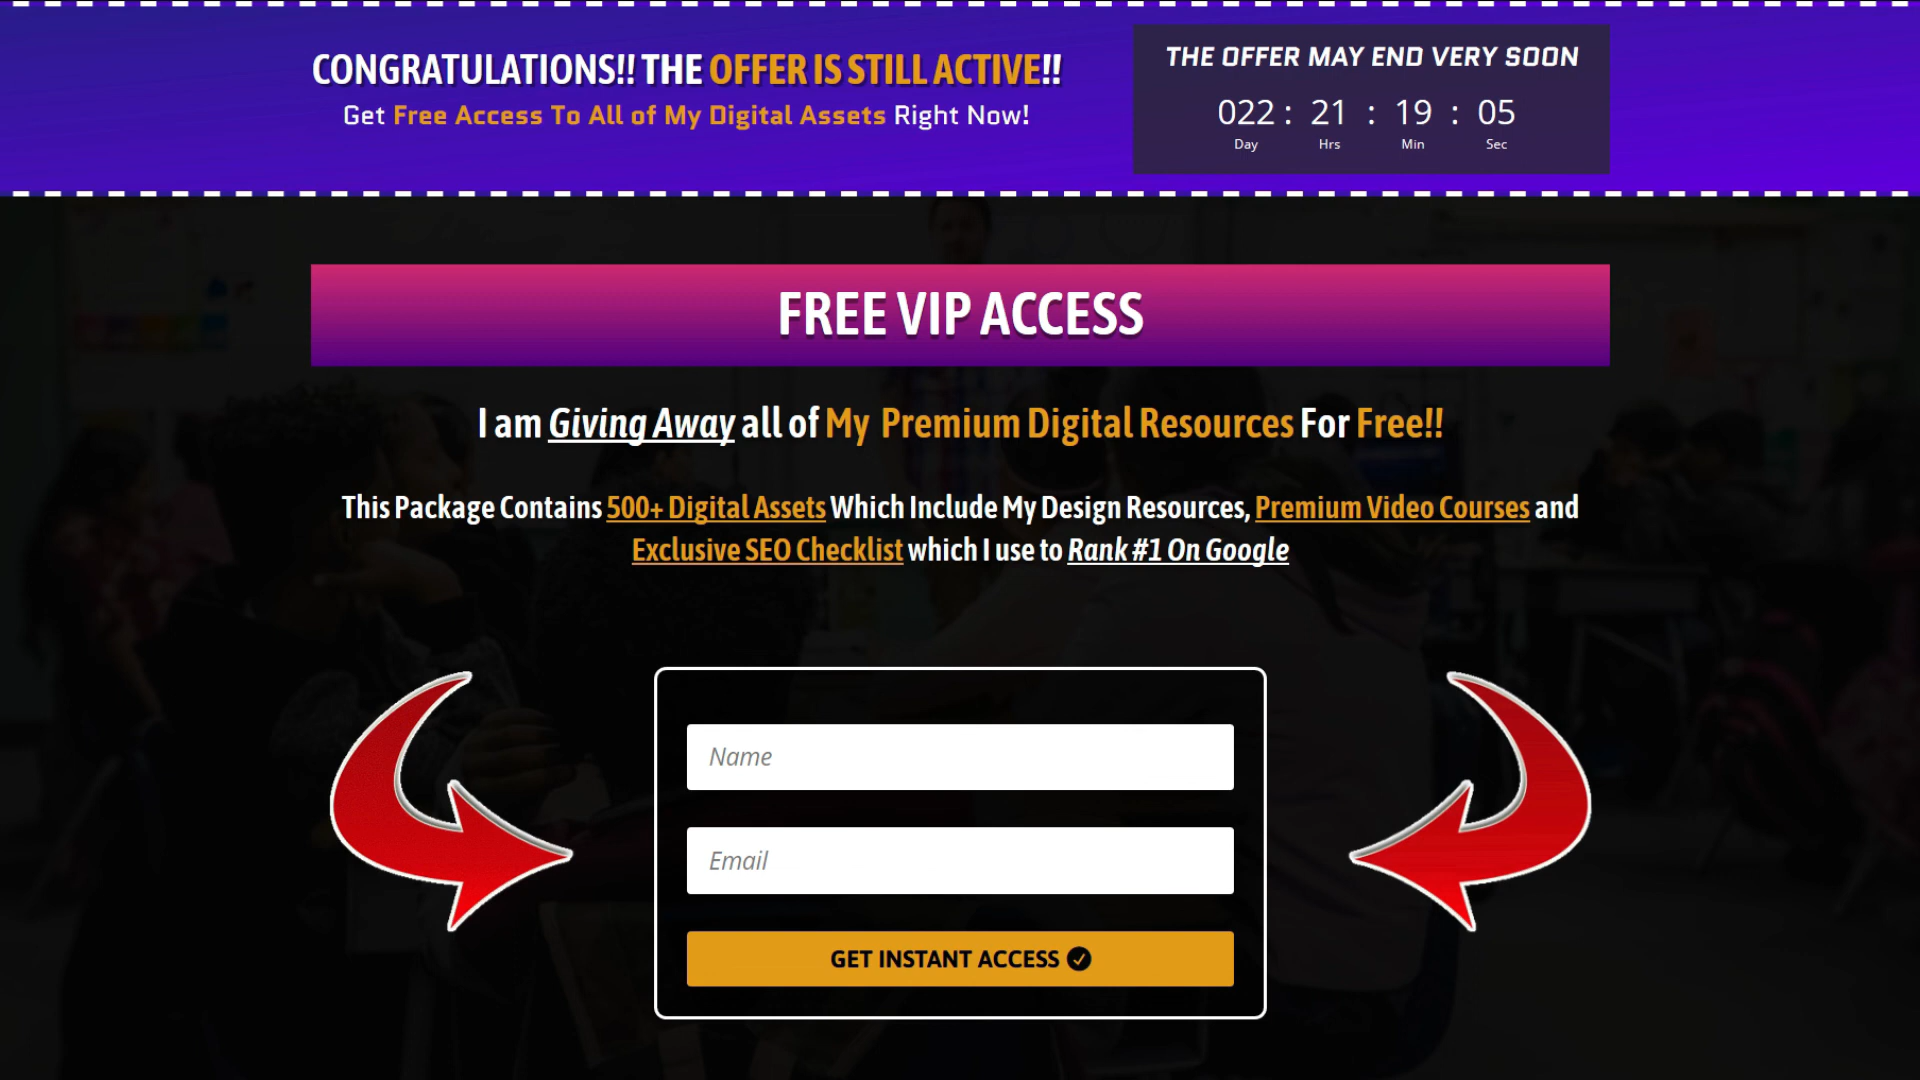 CONGRATULATIONS!! THE OFFER IS STILL ACTIVE!!
Get Free Access To All of My Digital Assets Right Now!
THE OFFER MAY END VERY SOON
022 : 21 : 19 : 05
Day Hrs Min Sec
FREE VIP ACCESS
I am Giving Away all of My Premium Digital Resources For Free!!
This Package Contains 500+ Digital Assets Which Include My Design Resources, Premium Video Courses and
Exclusive SEO Checklist which I use to Rank #1 On Google
Name
Email
GET INSTANT ACCESS